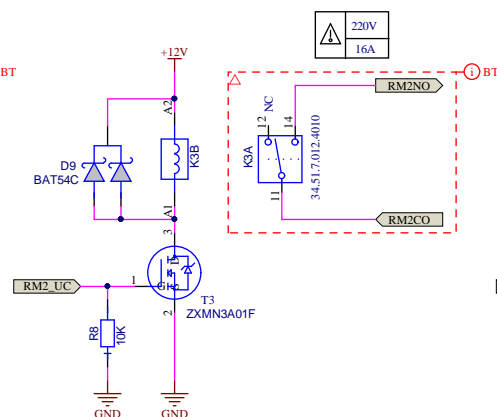 220V
16A
+12V
BT
BT
RM2NO
A2
NC
12
14
D9
BAT54C
K3B
K3A
34.51.7.012.4010
11
A1
RM2CO
3
RM2_UC
1
G
D
S
T3
ZXMN3A01F
2
R8
10K
GND
GND